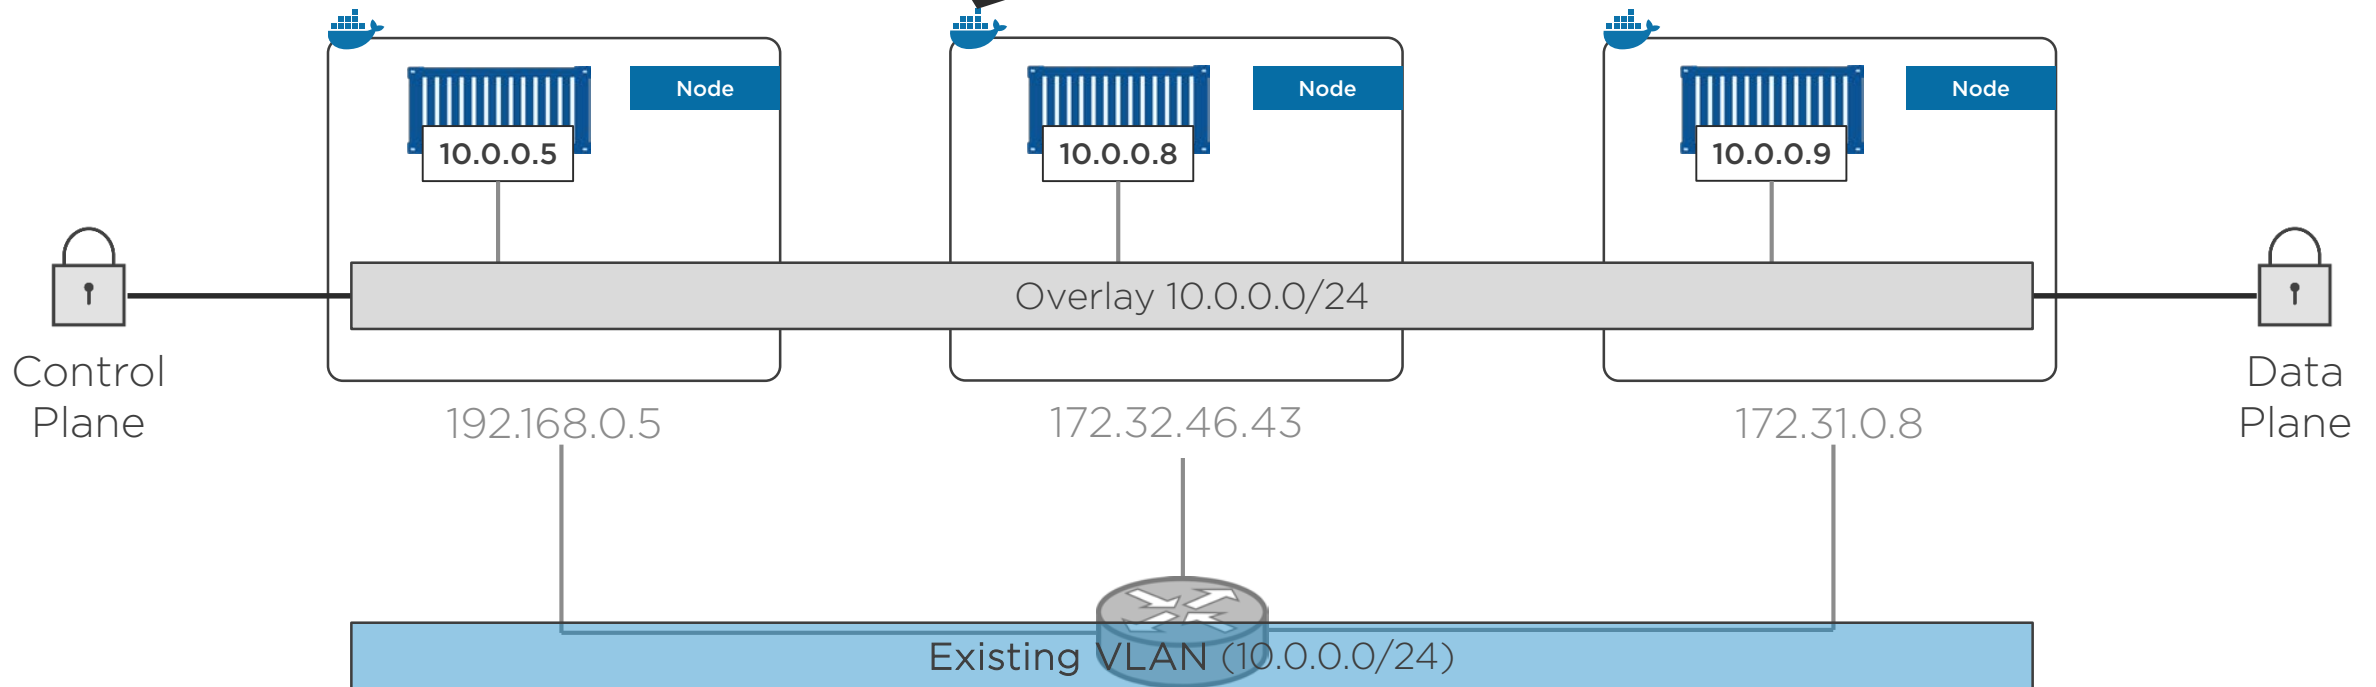 Node
Node
Node
10.0.0.5
10.0.0.8
10.0.0.9
Overlay 10.0.0.0/24
Control
Plane
Data
Plane
192.168.0.5
172.32.46.43
172.31.0.8
Existing VLAN (10.0.0.0/24)